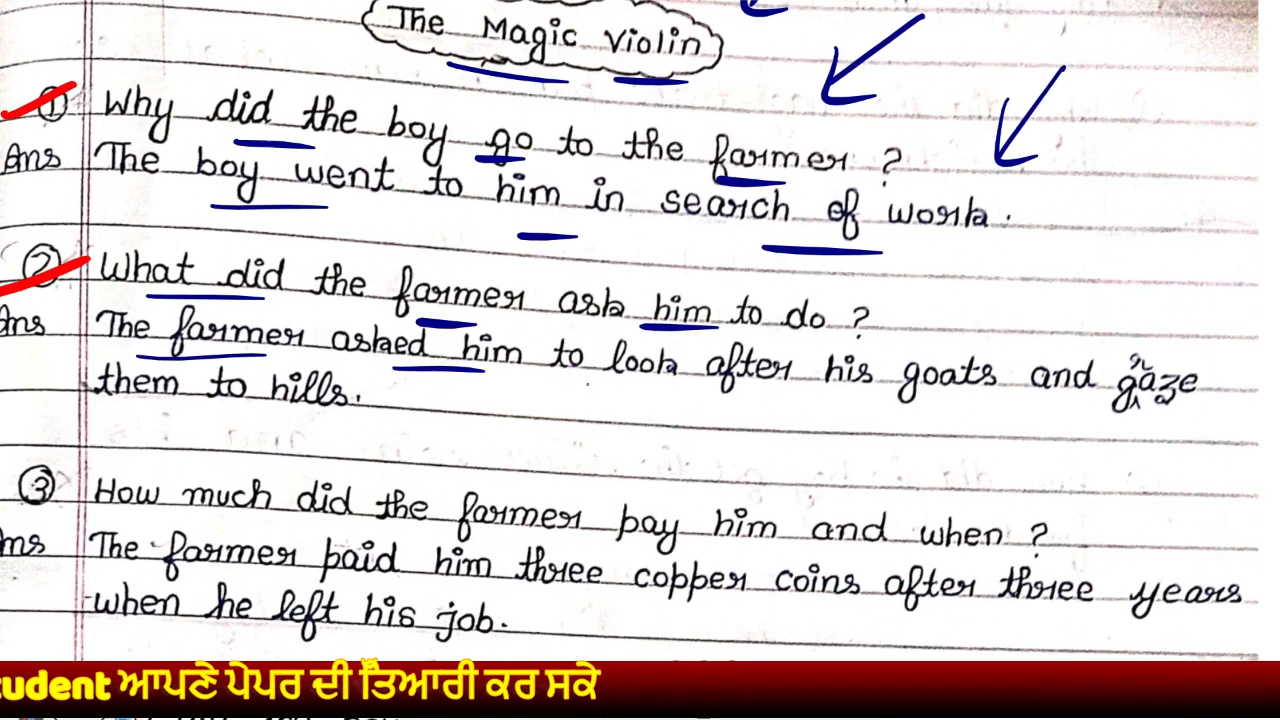 The Magic Violin
① Why did the boy go to the farmer ?
Ans The boy went to him in search of work.
② What did the farmer ask him to do ?
Ans The farmer asked him to look after his goats and graze
them to hills.
③ How much did the farmer pay him and when ?
Ans The farmer paid him three copper coins after three years
when he left his job.
tudent ਆਪਣੇ ਪੇਪਰ ਦੀ ਤਿਆਰੀ ਕਰ ਸਕੇ